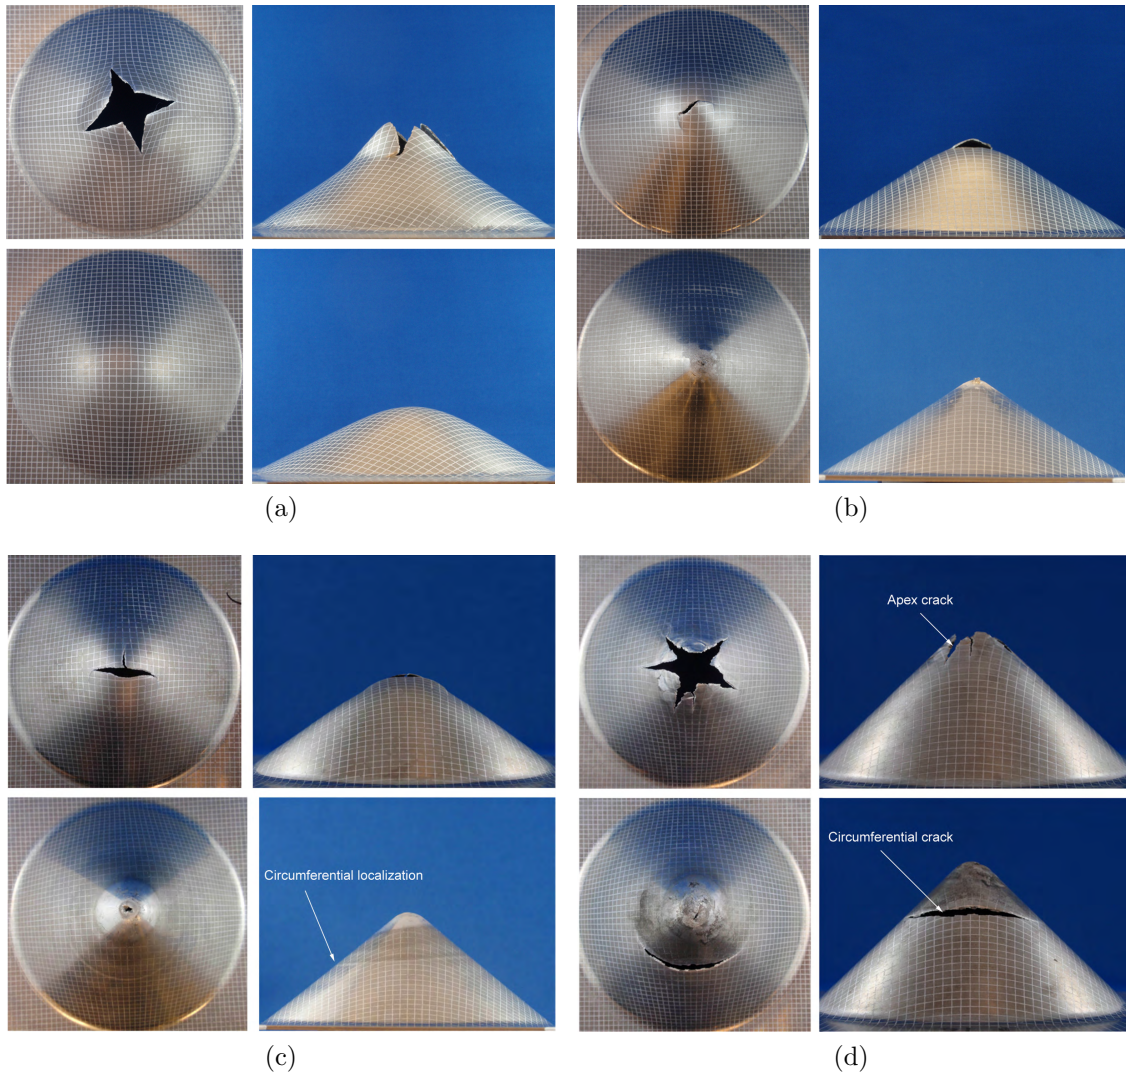 (a)
(b)
Apex crack
Circumferential localization
Circumferential crack
(c)
(d)